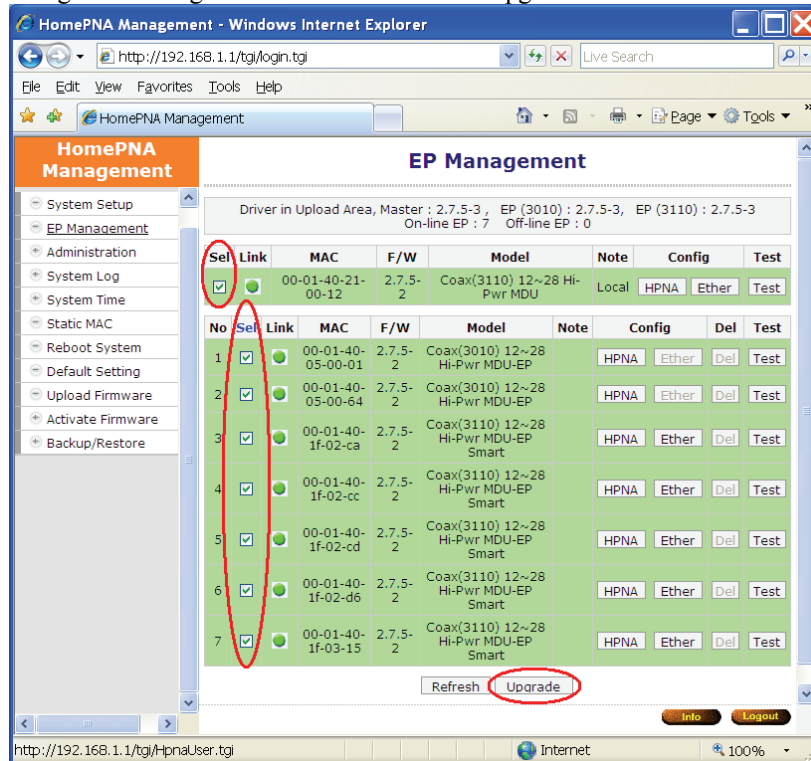 HomePNA Management - Windows Internet Explorer
http://192.168.1.1/tgi/login.tgi
Live Search
File Edit View Favorites Tools Help
HomePNA Management
Page Tools »
HomePNA
Management
System Setup
EP Management
Administration
System Log
System Time
Static MAC
Reboot System
Default Setting
Upload Firmware
Activate Firmware
Backup/Restore
EP Management
Driver in Upload Area, Master : 2.7.5-3 , EP (3010) : 2.7.5-3, EP (3110) : 2.7.5-3
On-line EP : 7 Off-line EP : 0
Sel Link MAC F/W Model Note Config Test
00-01-40-21-
00-12
2.7.5-
2
Coax(3110) 12~28 Hi-
Pwr MDU
Local HPNA Ether Test
No Sel Link MAC F/W Model Note Config Del Test
1
00-01-40-
05-00-01
2.7.5-
2
Coax(3010) 12~28
Hi-Pwr MDU-EP
HPNA Ether Del Test
2
00-01-40-
05-00-64
2.7.5-
2
Coax(3010) 12~28
Hi-Pwr MDU-EP
HPNA Ether Del Test
3
00-01-40-
1f-02-ca
2.7.5-
2
Coax(3110) 12~28
Hi-Pwr MDU-EP
Smart
HPNA Ether Del Test
4
00-01-40-
1f-02-cc
2.7.5-
2
Coax(3110) 12~28
Hi-Pwr MDU-EP
Smart
HPNA Ether Del Test
5
00-01-40-
1f-02-cd
2.7.5-
2
Coax(3110) 12~28
Hi-Pwr MDU-EP
Smart
HPNA Ether Del Test
6
00-01-40-
1f-02-d6
2.7.5-
2
Coax(3110) 12~28
Hi-Pwr MDU-EP
Smart
HPNA Ether Del Test
7
00-01-40-
1f-03-15
2.7.5-
2
Coax(3110) 12~28
Hi-Pwr MDU-EP
Smart
HPNA Ether Del Test
Refresh Upgrade
Info Logout
http://192.168.1.1/tgi/HpnaUser.tgi Internet 100%